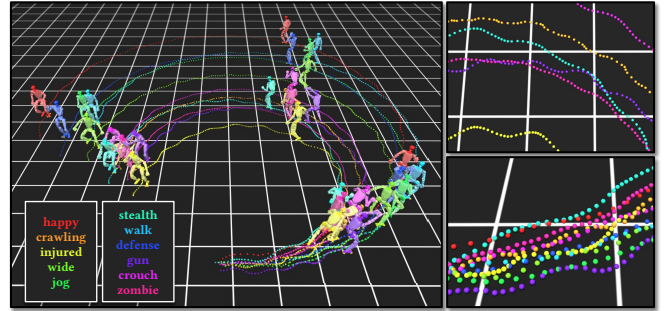 happy
crawling
injured
wide
jog
stealth
walk
defense
gun
crouch
zombie